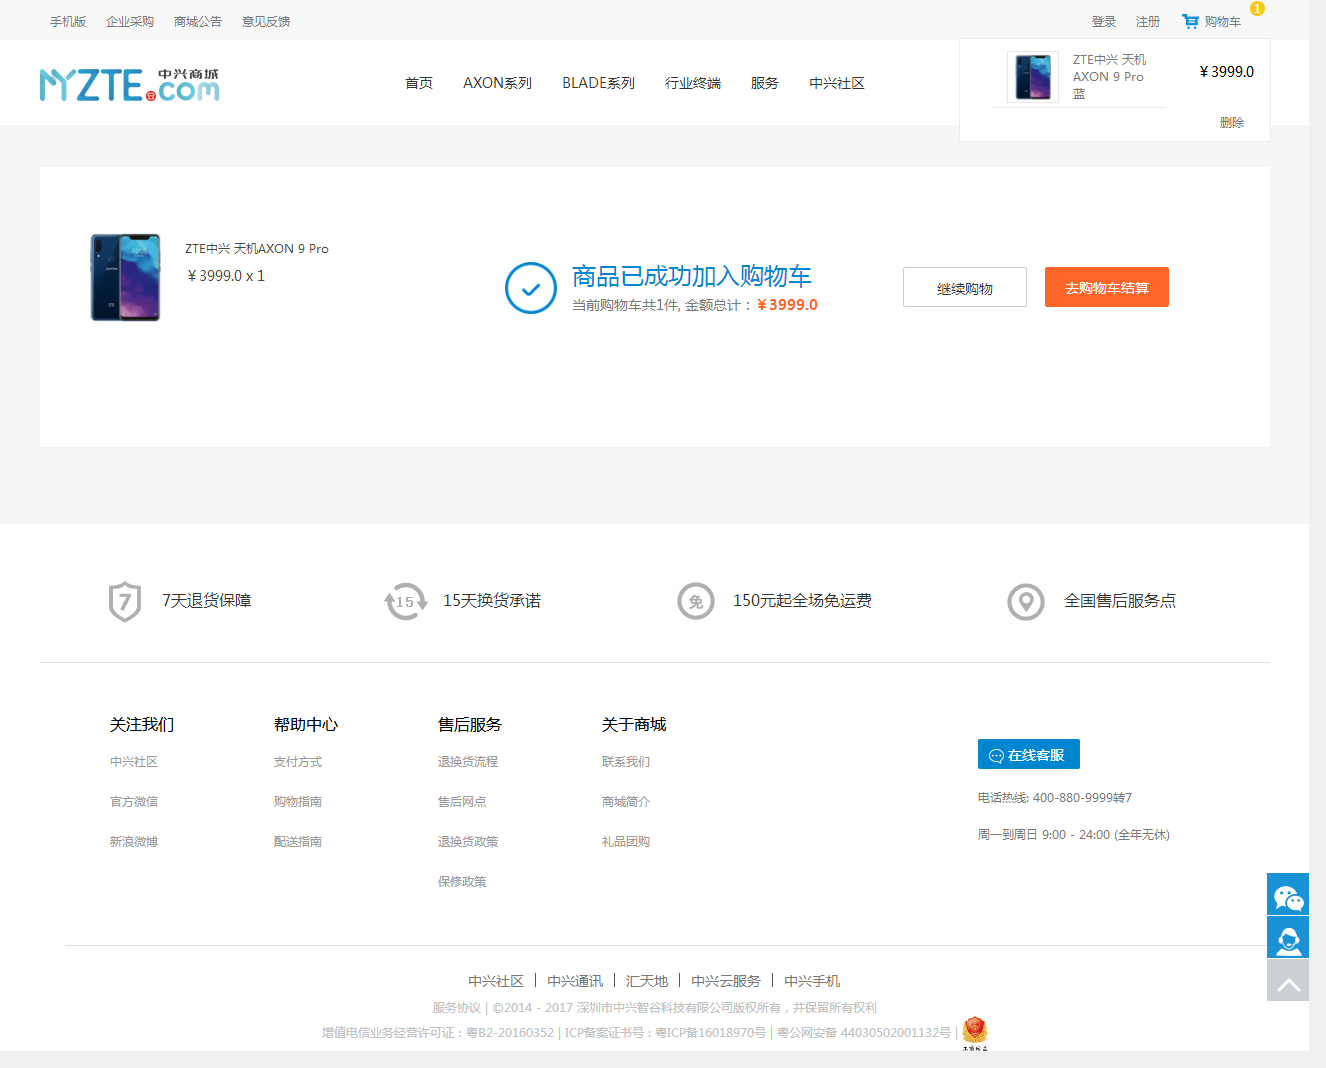 手机版 企业采购 商城公告 意见反馈 登录 注册 购物车 1
MYZTE.com 中兴商城
首页 AXON系列 BLADE系列 行业终端 服务 中兴社区
ZTE中兴 天机
AXON 9 Pro
蓝
¥ 3999.0
删除
ZTE中兴 天机AXON 9 Pro
¥ 3999.0 x 1
商品已成功加入购物车
当前购物车共1件, 金额总计：¥ 3999.0
继续购物 去购物车结算
7 7天退货保障 15 15天换货承诺 免 150元起全场免运费 全国售后服务点
关注我们 帮助中心 售后服务 关于商城
中兴社区 支付方式 退换货流程 联系我们
官方微信 购物指南 售后网点 商城简介
新浪微博 配送指南 退换货政策 礼品团购
保修政策
在线客服
电话热线: 400-880-9999转7
周一到周日 9:00 - 24:00 (全年无休)
中兴社区 | 中兴通讯 | 汇天地 | 中兴云服务 | 中兴手机
服务协议 | ©2014 - 2017 深圳市中兴智谷科技有限公司版权所有，并保留所有权利
增值电信业务经营许可证：粤B2-20160352 | ICP备案证书号：粤ICP备16018970号 | 粤公网安备 44030502001132号 |